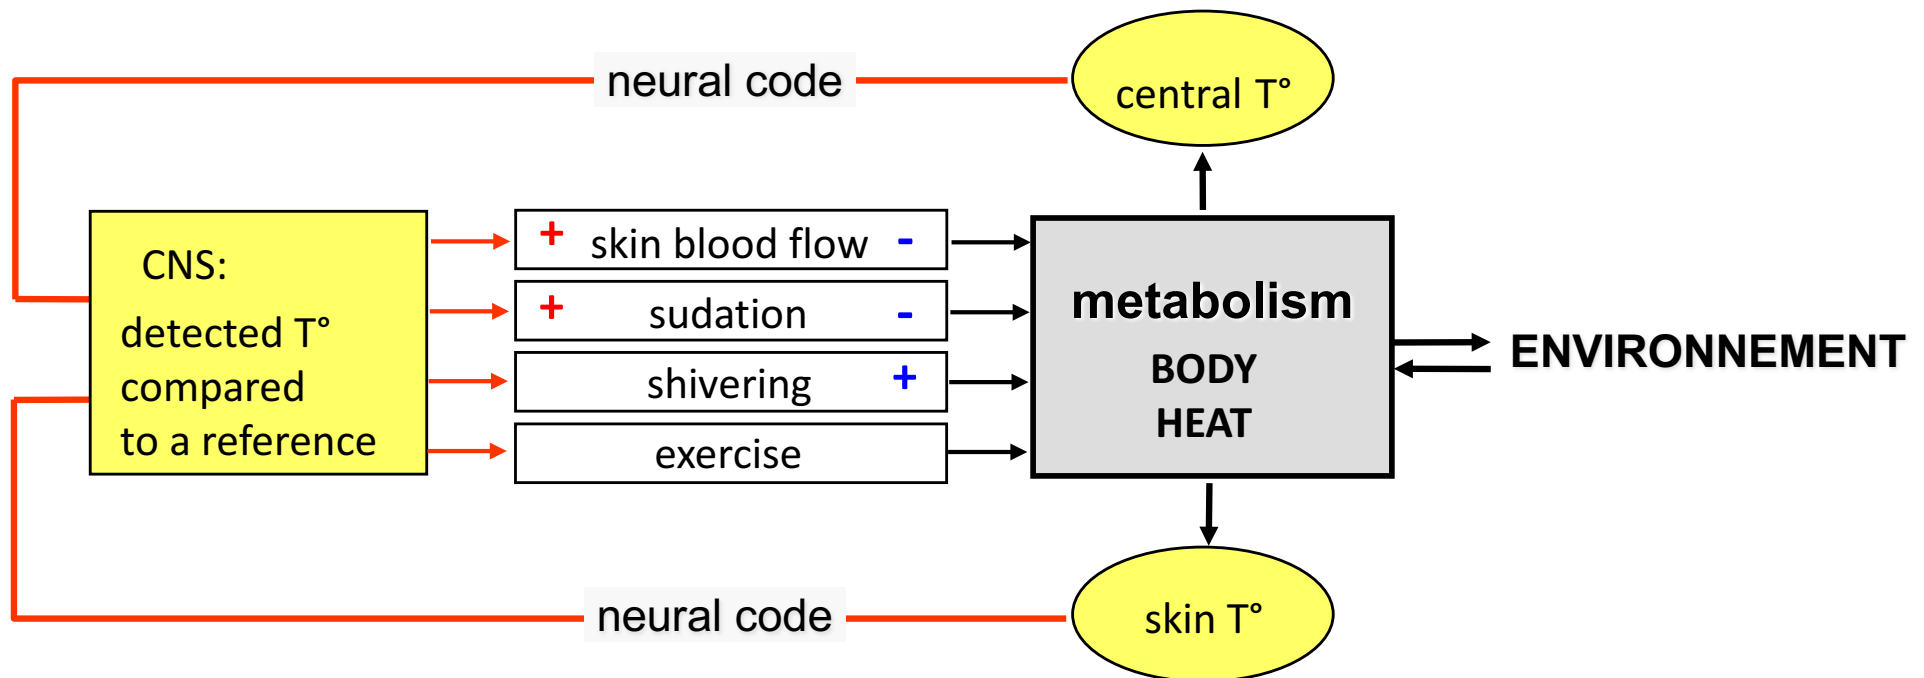 neural code
central T°
CNS:
detected T°
compared
to a reference
+ skin blood flow -
+ sudation -
shivering +
exercise
metabolism
BODY
HEAT
ENVIRONNEMENT
neural code
skin T°